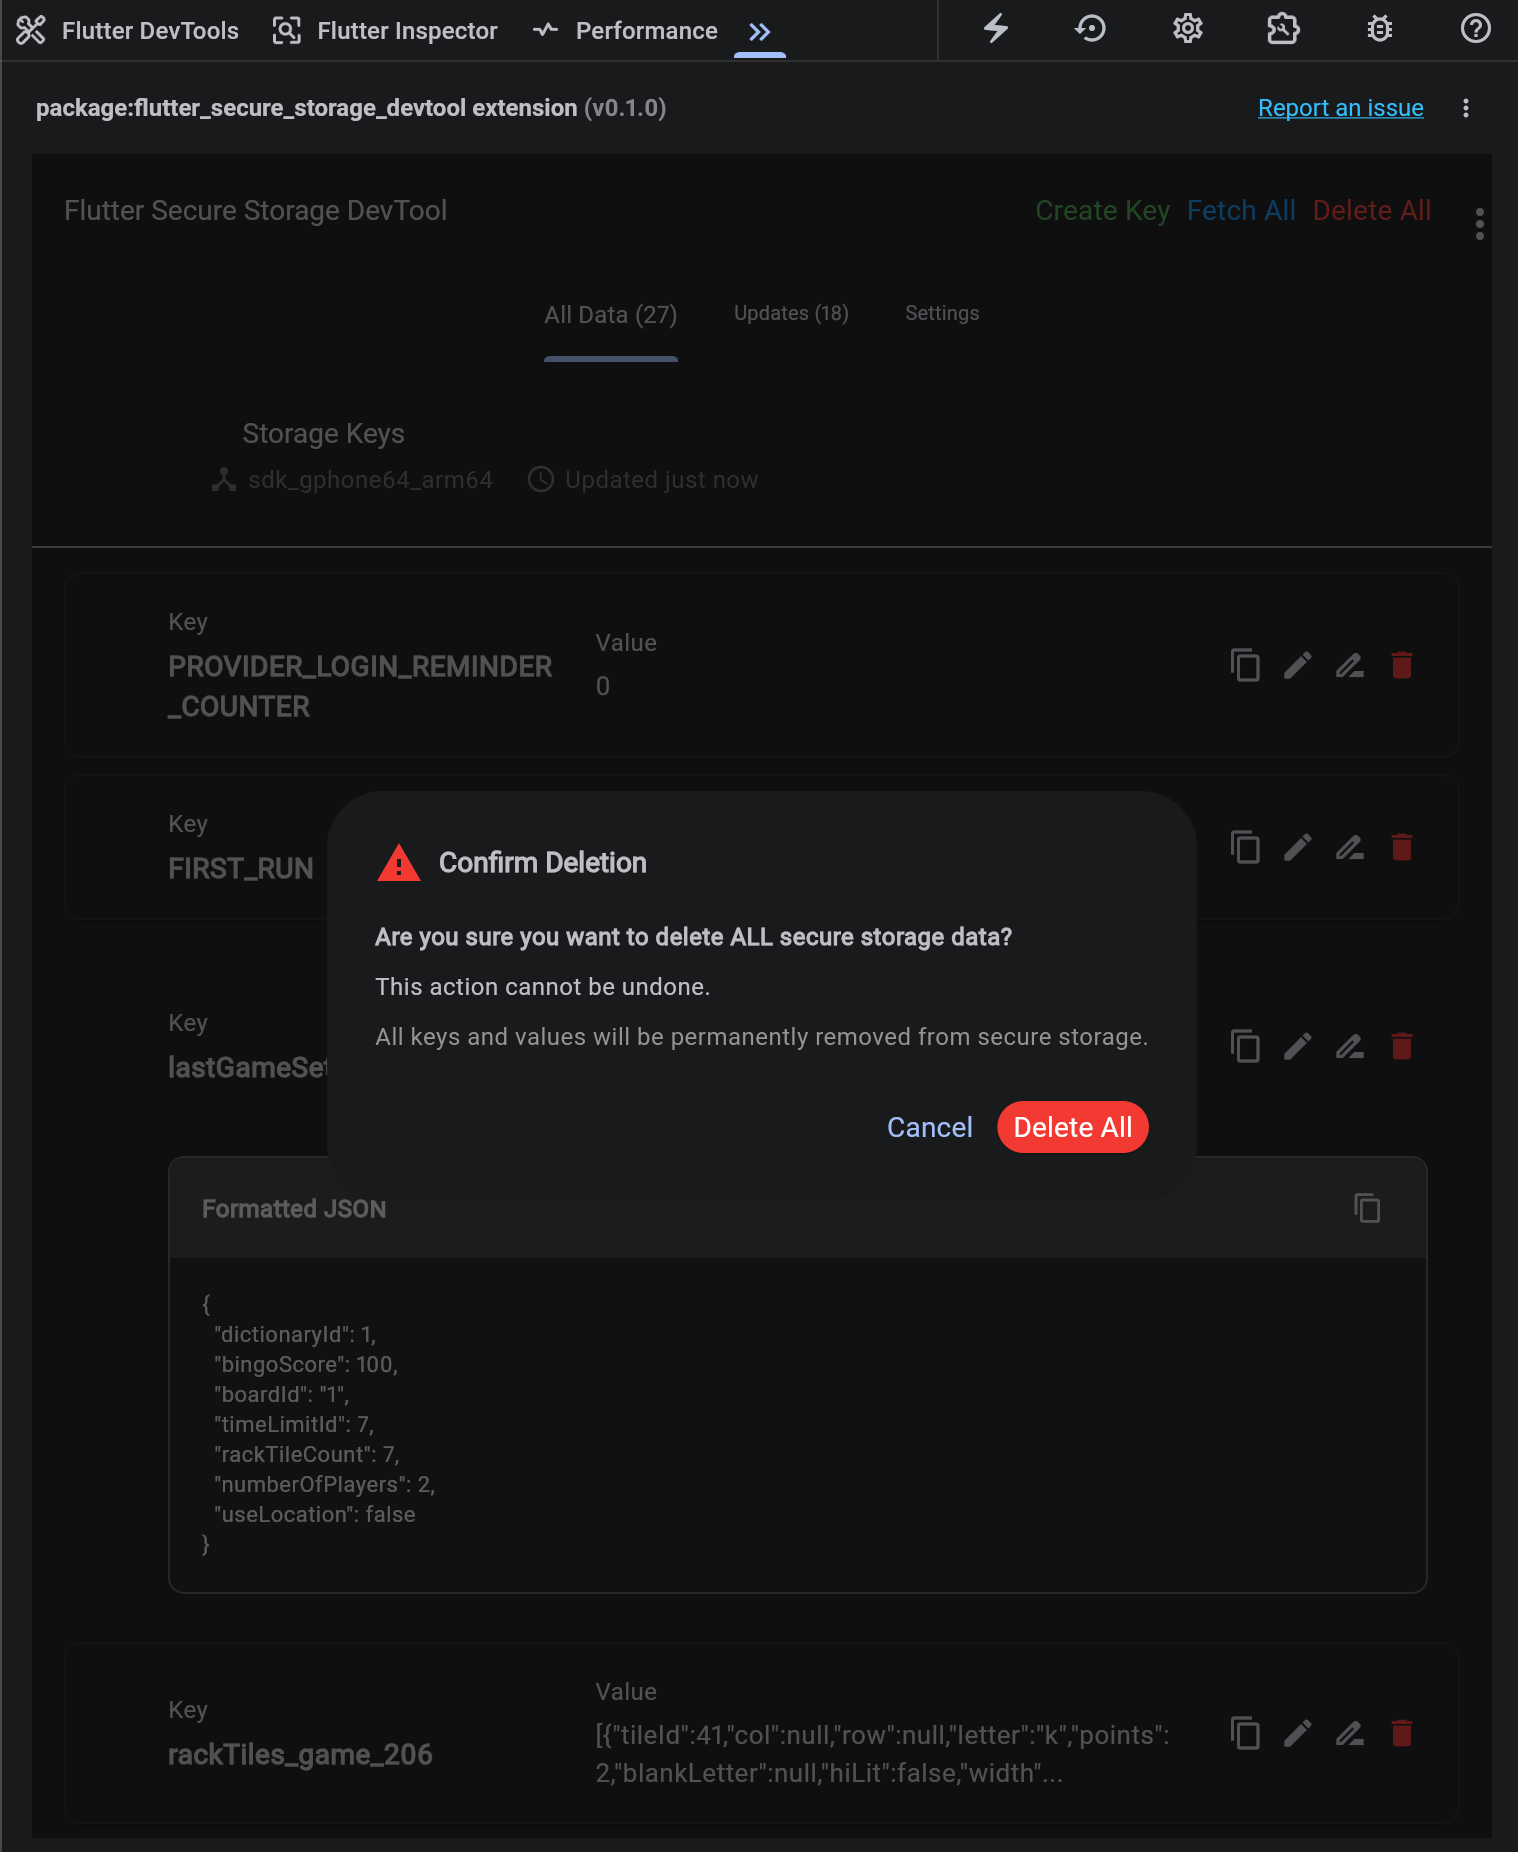 Flutter DevTools Flutter Inspector Performance
package:flutter_secure_storage_devtool extension (v0.1.0) Report an issue
Flutter Secure Storage DevTool Create Key Fetch All Delete All
All Data (27) Updates (18) Settings
Storage Keys
sdk_gphone64_arm64 Updated just now
Key
PROVIDER_LOGIN_REMINDER
_COUNTER
Value
0
Key
FIRST_RUN
Confirm Deletion
Are you sure you want to delete ALL secure storage data?
This action cannot be undone.
All keys and values will be permanently removed from secure storage.
Cancel Delete All
Key
lastGameSet
Formatted JSON
{
"dictionaryId": 1,
"bingoScore": 100,
"boardId": "1",
"timeLimitId": 7,
"rackTileCount": 7,
"numberOfPlayers": 2,
"useLocation": false
}
Key
rackTiles_game_206
Value
[{"tileId":41,"col":null,"row":null,"letter":"k","points":
2,"blankLetter":null,"hiLit":false,"width"...